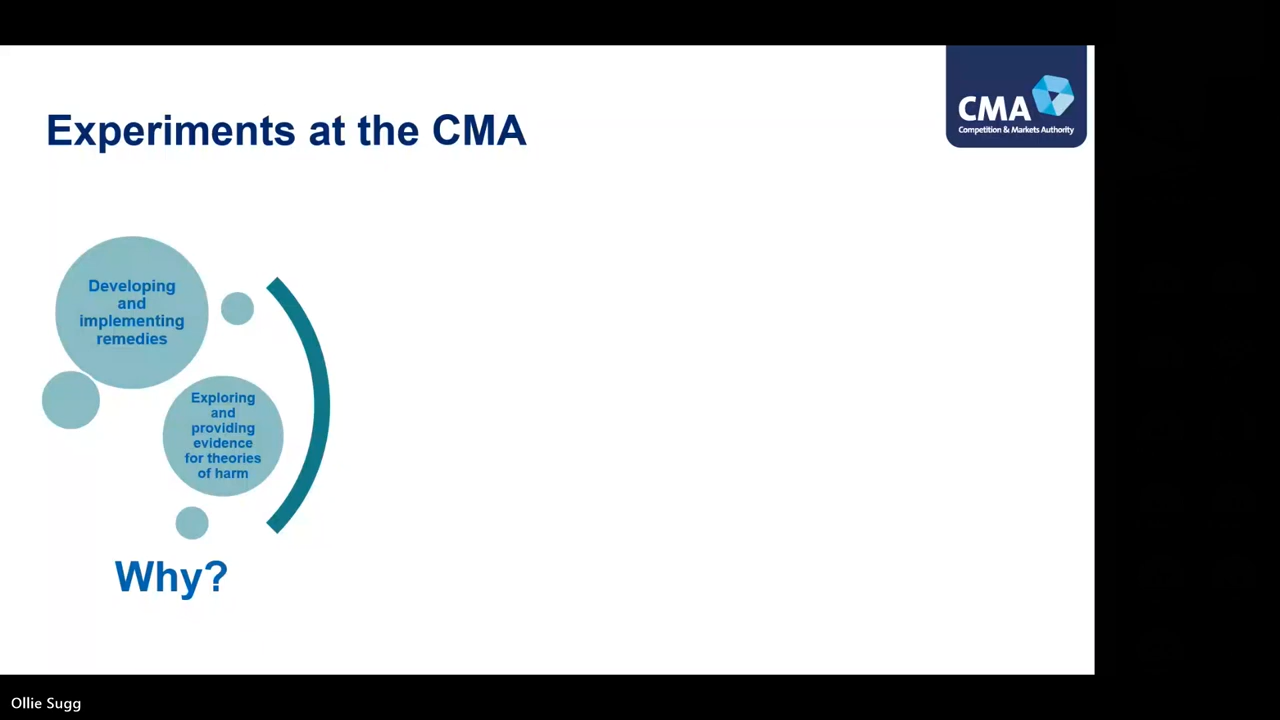 Experiments at the CMA
CMA
Competition & Markets Authority
Developing
and
implementing
remedies
Exploring
and
providing
evidence
for theories
of harm
Why?
Ollie Sugg